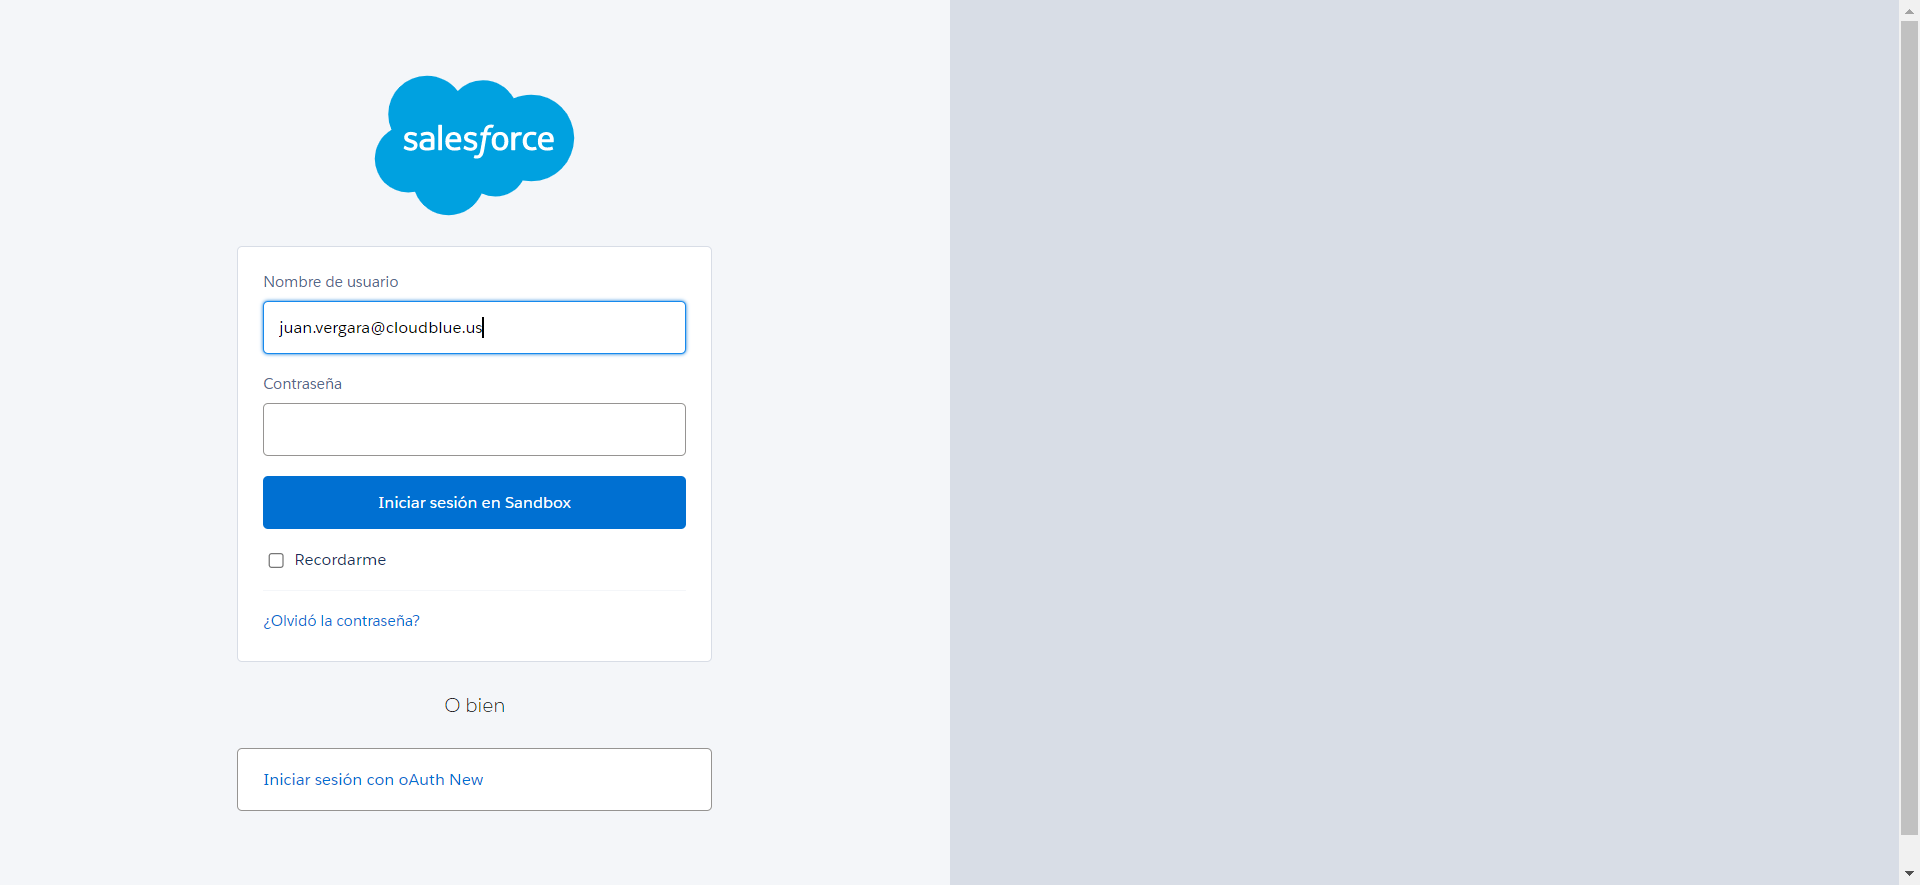 salesforce
Nombre de usuario
juan.vergara@cloudblue.us
Contraseña
Iniciar sesión en Sandbox
Recordarme
¿Olvidó la contraseña?
O bien
Iniciar sesión con oAuth New